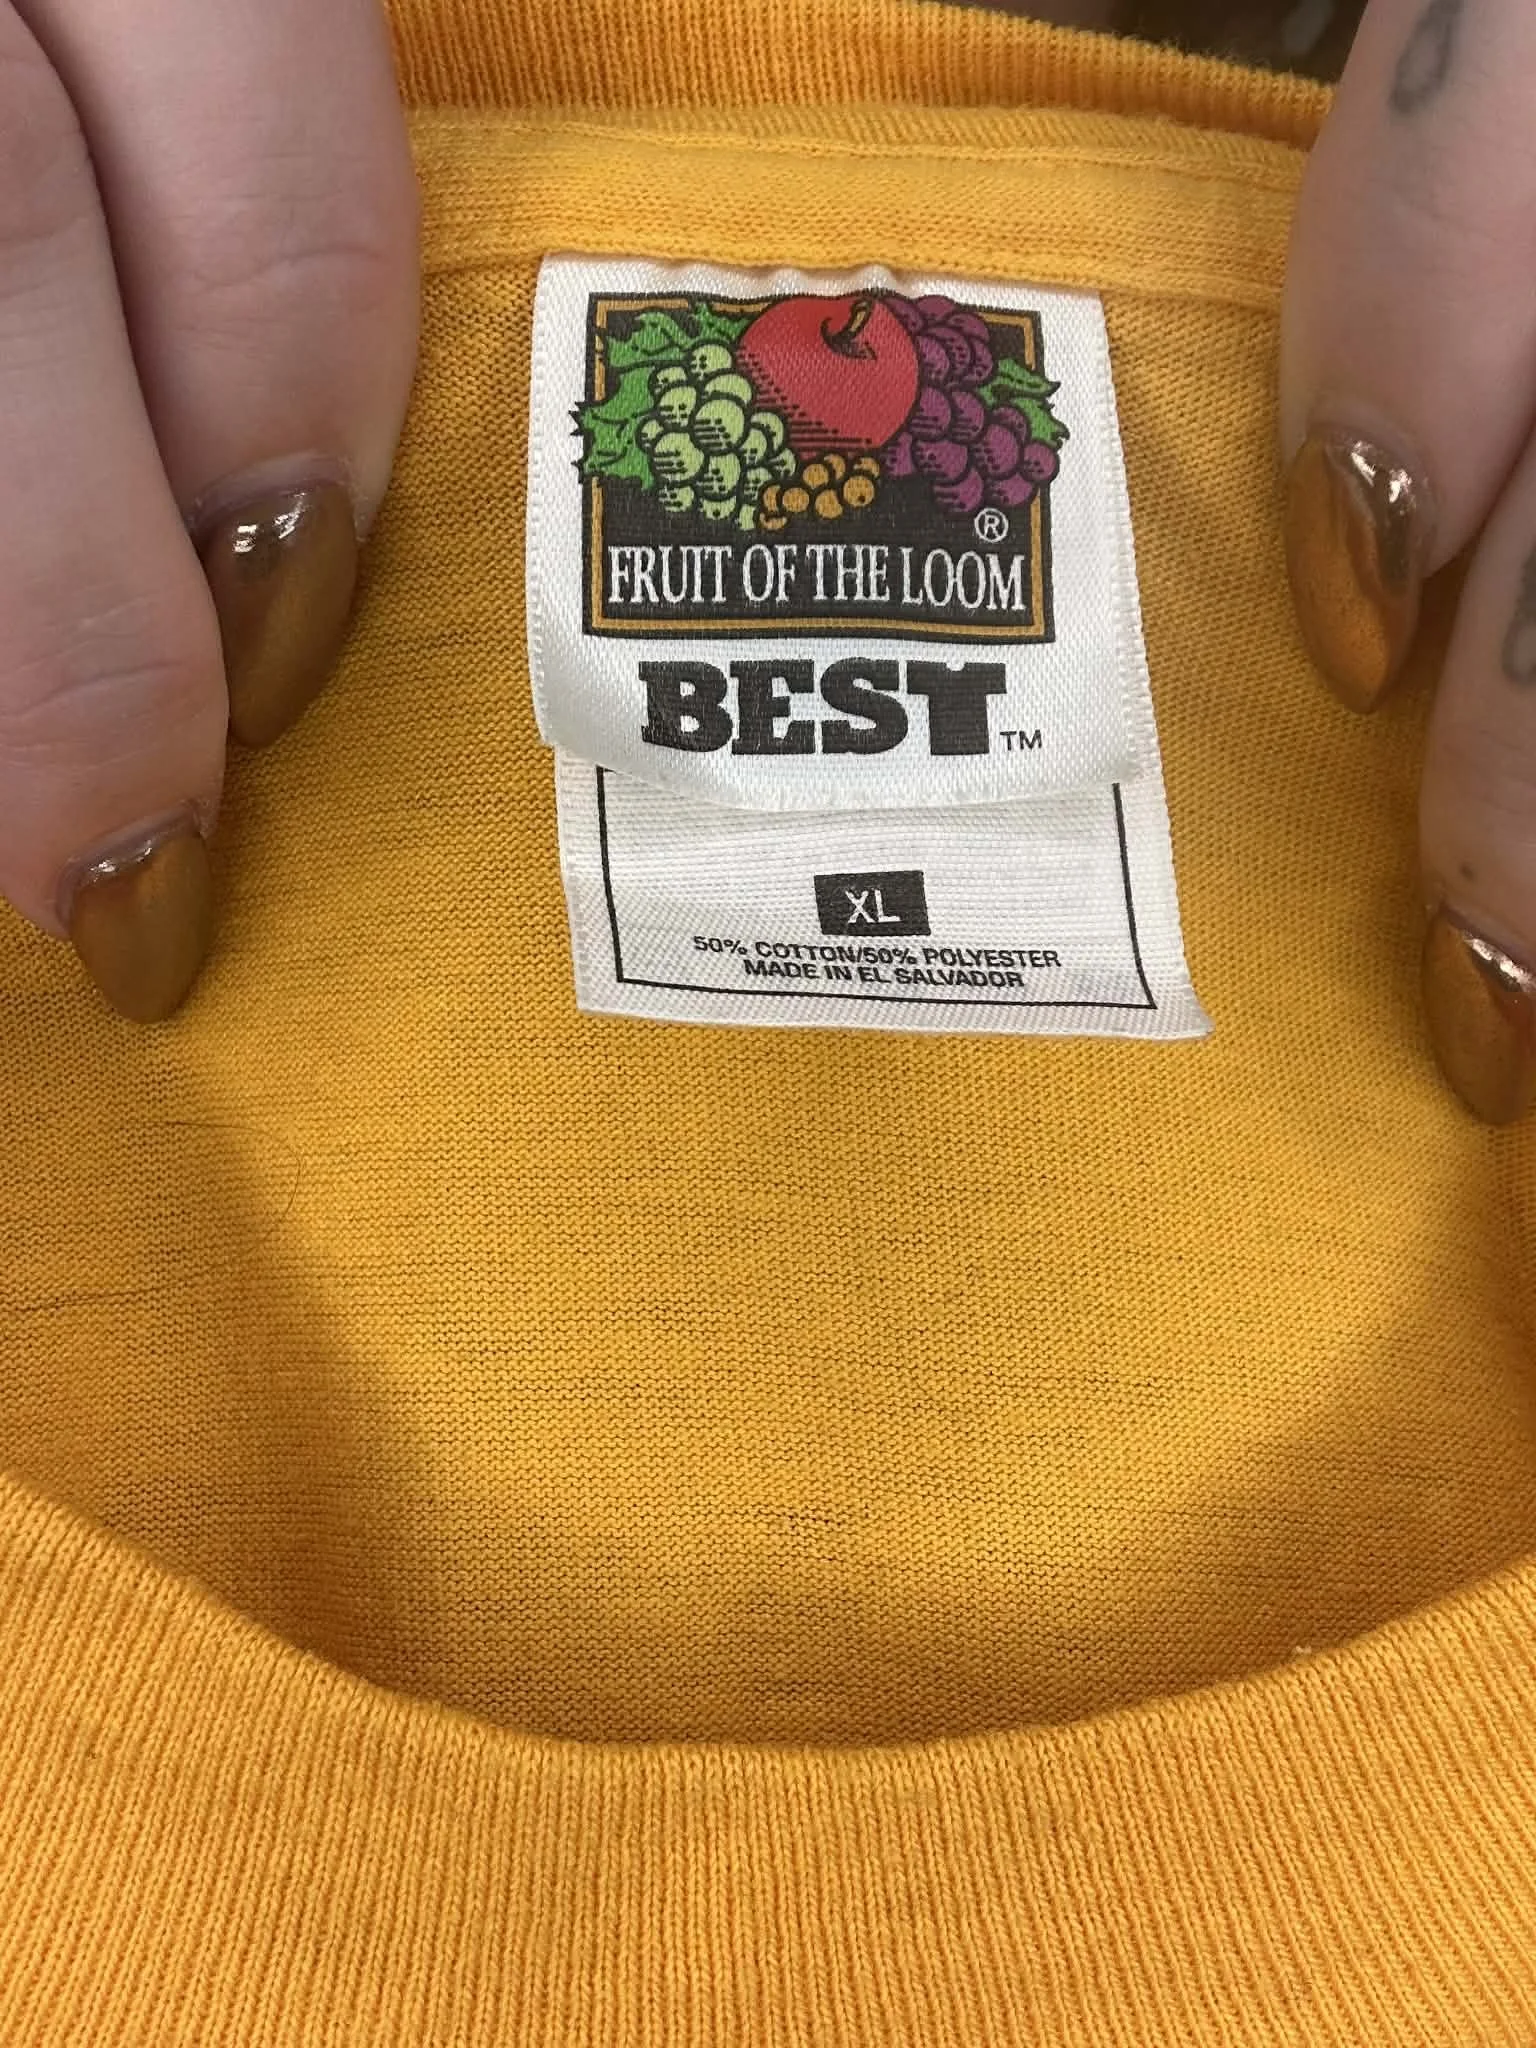 ®
FRUIT OF THE LOOM
BEST TM
XL
50% COTTON/50% POLYESTER
MADE IN EL SALVADOR